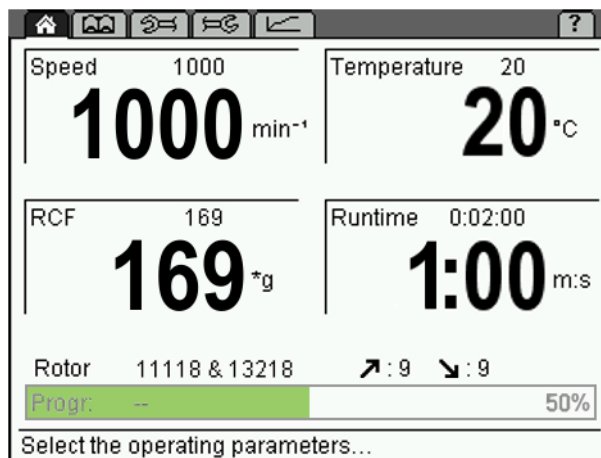 ?
Speed 1000
1000 min⁻¹
Temperature 20
20 °C
RCF 169
169 *g
Runtime 0:02:00
1:00 m:s
Rotor 11118 & 13218 ↗ : 9 ↘ : 9
Progr: -- 50%
Select the operating parameters...